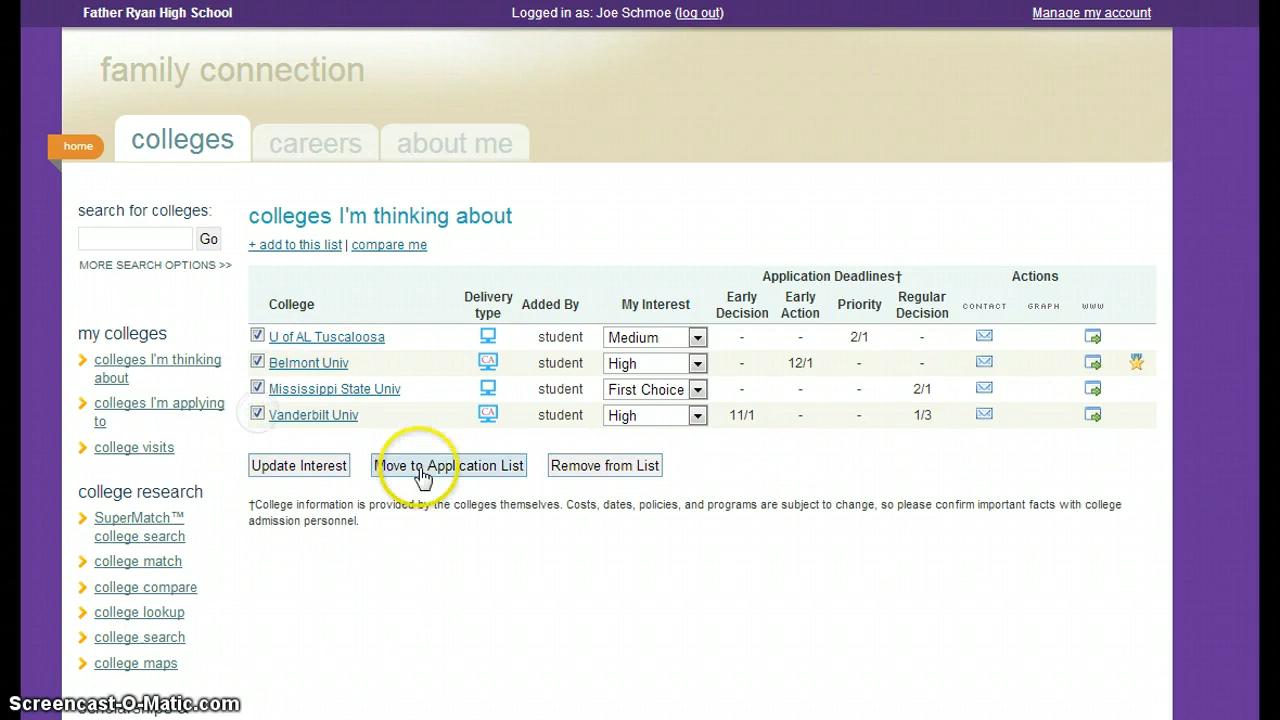 Father Ryan High School
Logged in as: Joe Schmoe (log out)
Manage my account
family connection
home
colleges
careers
about me
search for colleges:
Go
MORE SEARCH OPTIONS >>
my colleges
colleges I'm thinking
about
colleges I'm applying
to
college visits
college research
SuperMatch™
college search
college match
college compare
college lookup
college search
college maps
colleges I'm thinking about
+ add to this list | compare me
Application Deadlines†
Actions
College
Delivery
type
Added By
My Interest
Early
Decision
Early
Action
Priority
Regular
Decision
CONTACT
GRAPH
WWW
U of AL Tuscaloosa student Medium - - 2/1 -
Belmont Univ CA student High - 12/1 - -
Mississippi State Univ student First Choice - - - 2/1
Vanderbilt Univ CA student High 11/1 - - 1/3
Update Interest
Move to Application List
Remove from List
†College information is provided by the colleges themselves. Costs, dates, policies, and programs are subject to change, so please confirm important facts with college
admission personnel.
Screencast-O-Matic.com